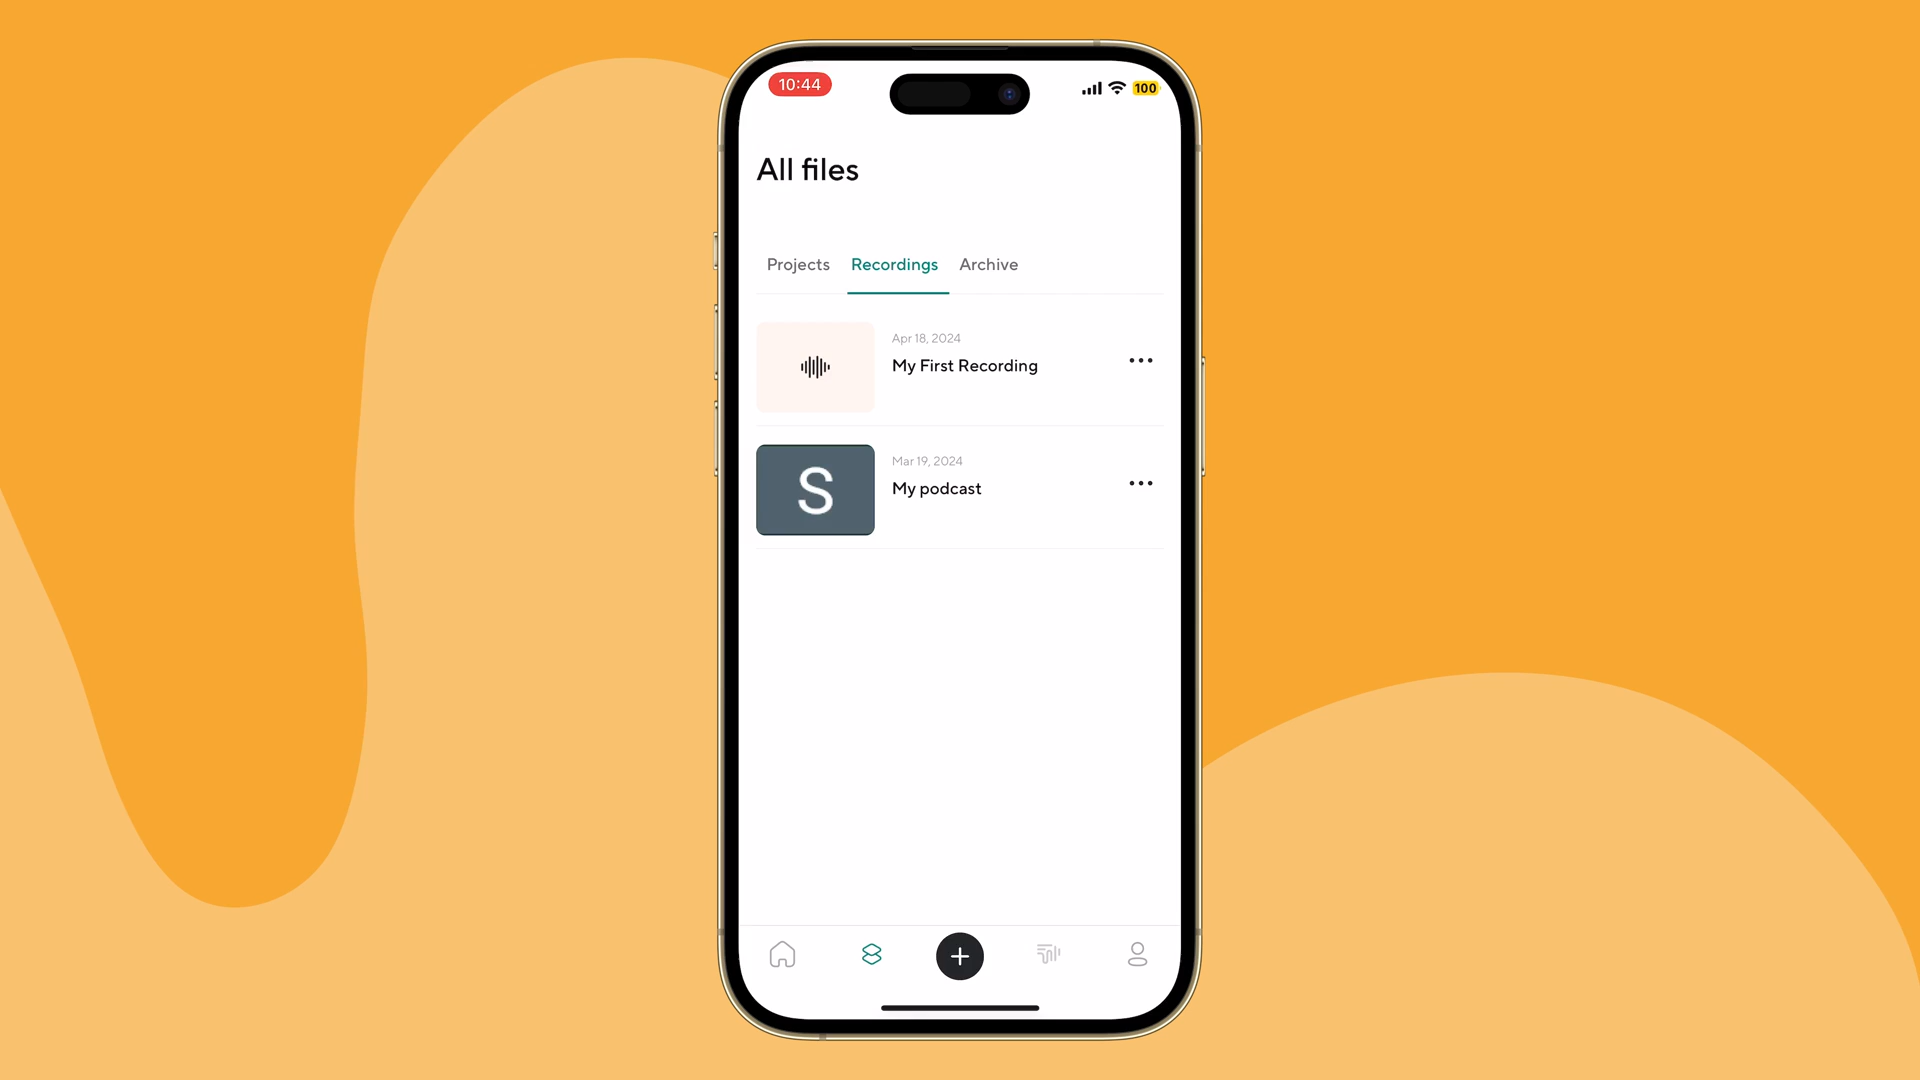 10:44
100
All files
Projects Recordings Archive
Apr 18, 2024
My First Recording
S
Mar 19, 2024
My podcast